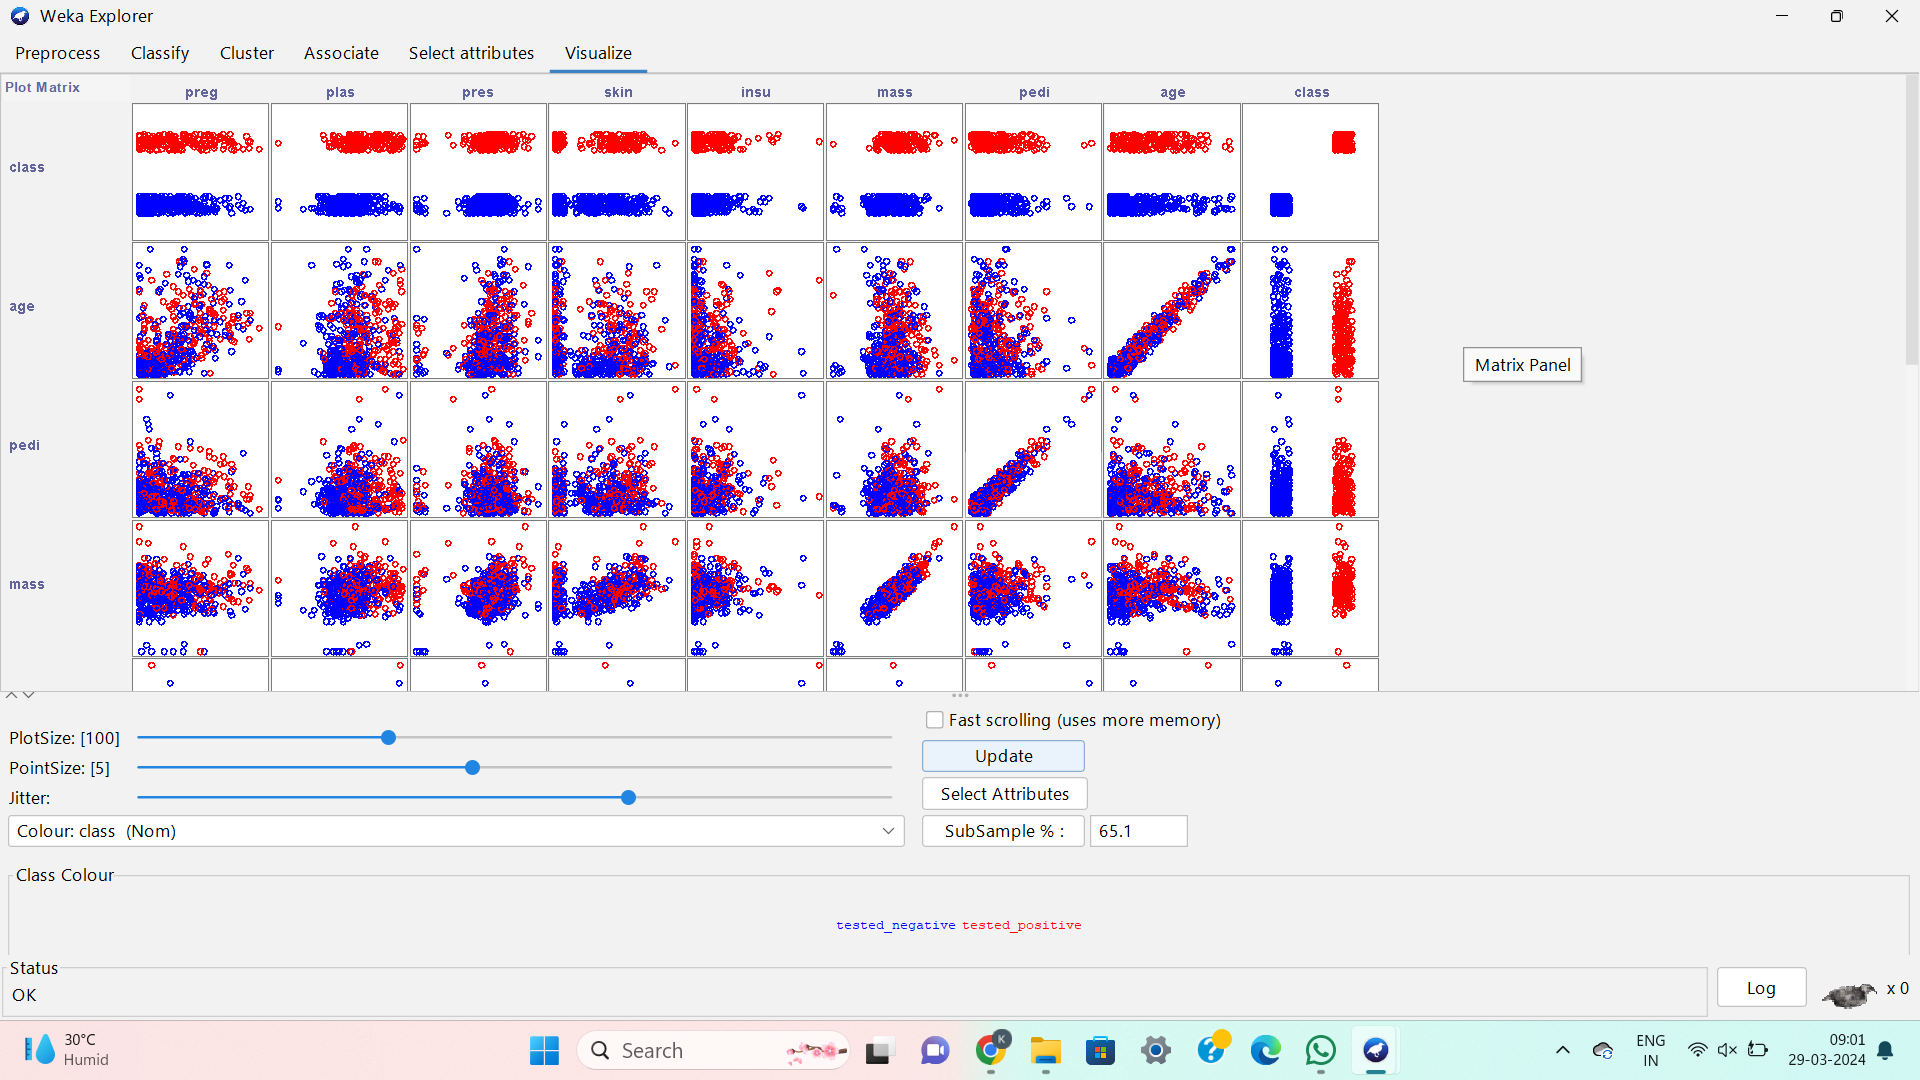 Weka Explorer
Preprocess Classify Cluster Associate Select attributes Visualize
Plot Matrix preg plas pres skin insu mass pedi age class
class
age
Matrix Panel
pedi
mass
Fast scrolling (uses more memory)
PlotSize: [100]
Update
PointSize: [5]
Select Attributes
Jitter:
Colour: class (Nom)
SubSample % : 65.1
Class Colour
tested_negative tested_positive
Status
OK
Log x 0
30°C
Humid
Search
K
ENG
IN
09:01
29-03-2024